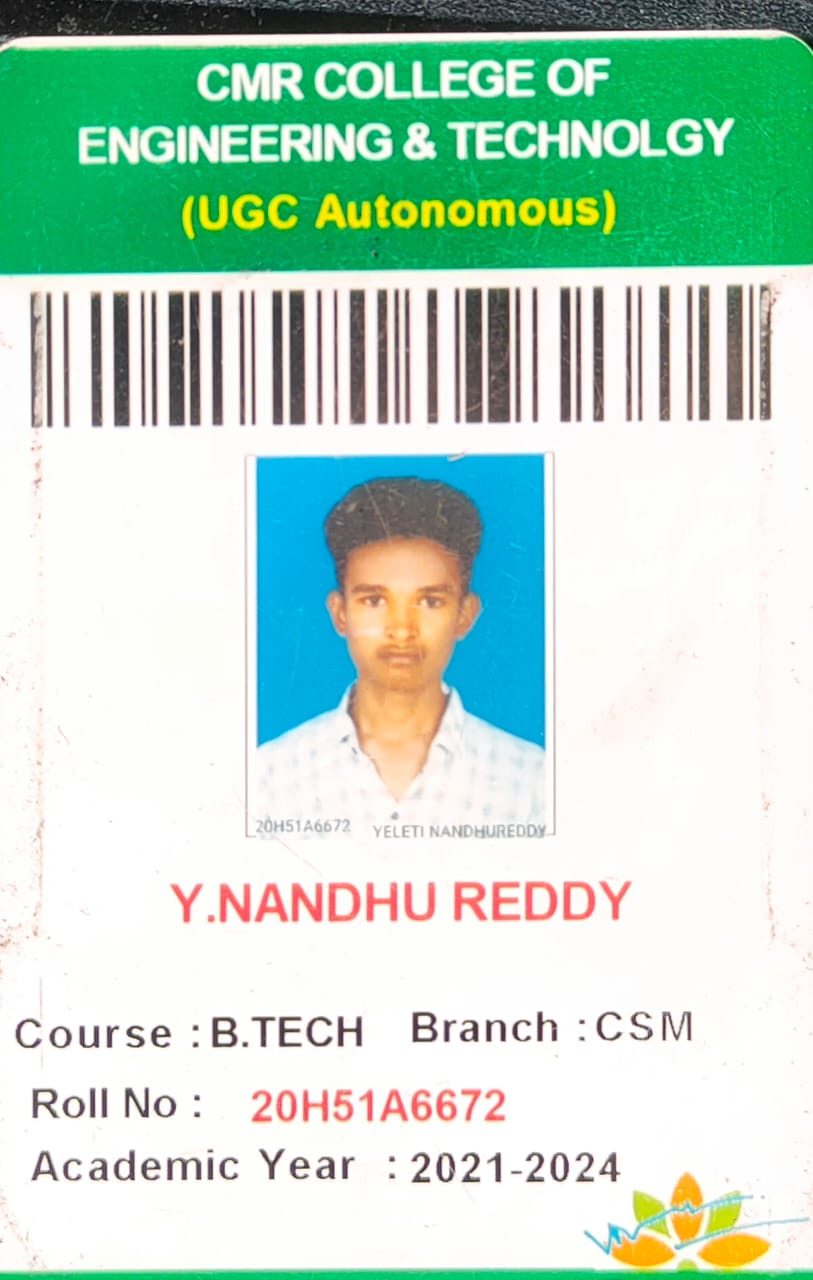 CMR COLLEGE OF
ENGINEERING & TECHNOLGY
(UGC Autonomous)
20H51A6672 YELETI NANDHUREDDY
Y.NANDHU REDDY
Course : B.TECH Branch : CSM
Roll No : 20H51A6672
Academic Year : 2021-2024